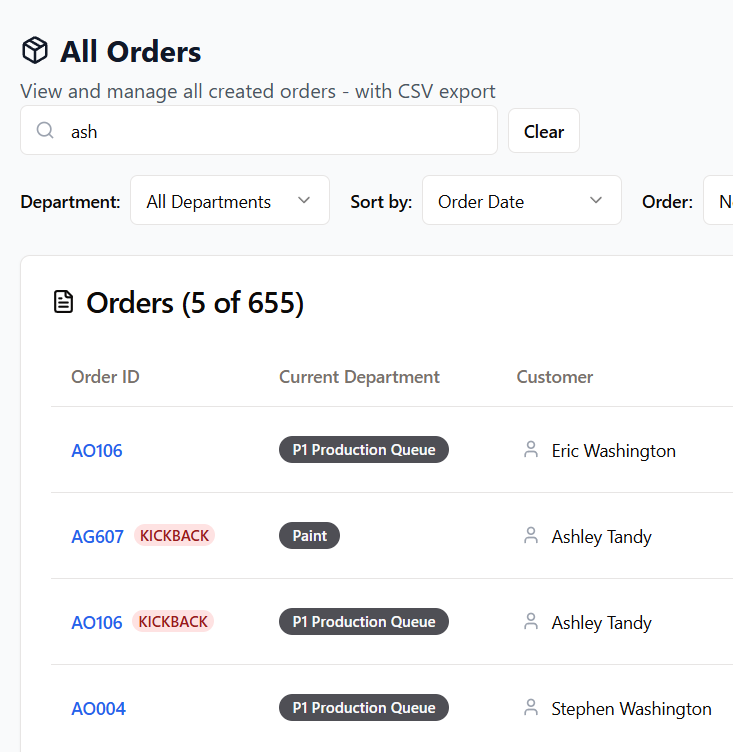 All Orders
View and manage all created orders - with CSV export
ash Clear
Department: All Departments Sort by: Order Date Order:
Orders (5 of 655)
Order ID Current Department Customer
AO106 P1 Production Queue Eric Washington
AG607 KICKBACK Paint Ashley Tandy
AO106 KICKBACK P1 Production Queue Ashley Tandy
AO004 P1 Production Queue Stephen Washington